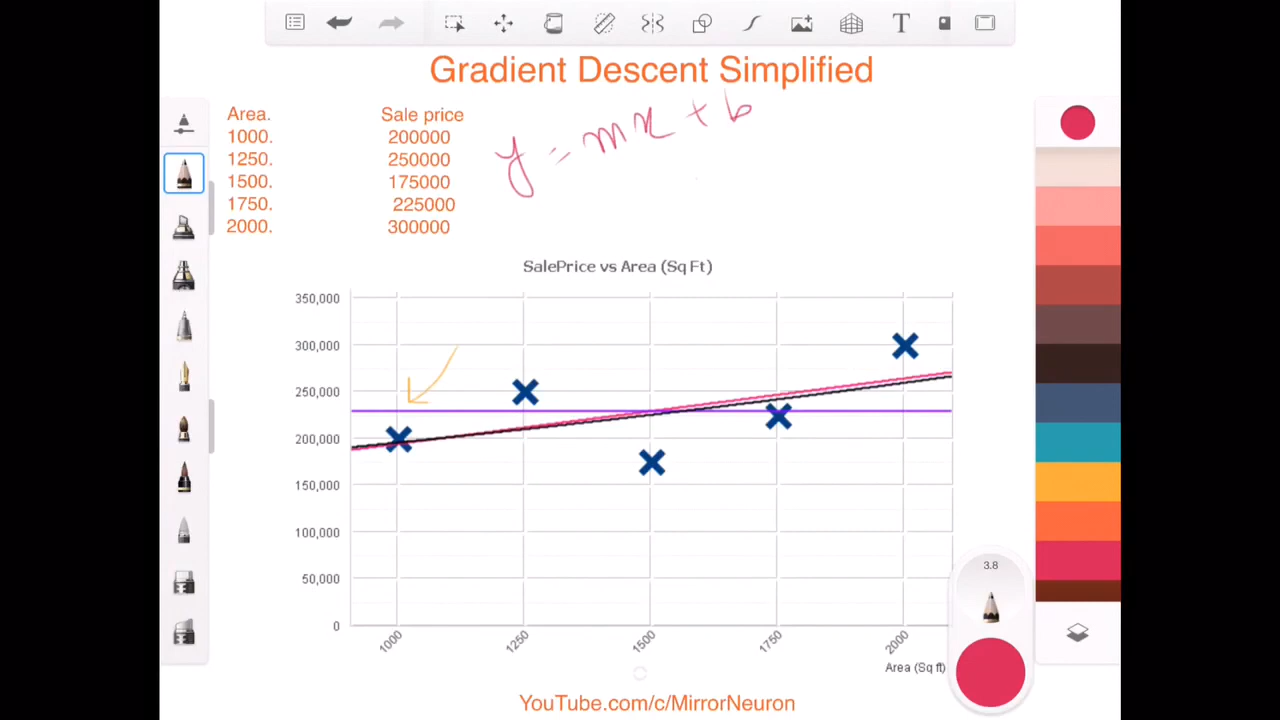 Gradient Descent Simplified
Area. Sale price
1000. 200000
1250. 250000
1500. 175000
1750. 225000
2000. 300000
y = mx + b
SalePrice vs Area (Sq Ft)
350,000
300,000
250,000
200,000
150,000
100,000
50,000
0
1000 1250 1500 1750 2000
Area (Sq ft)
3.8
T
YouTube.com/c/MirrorNeuron